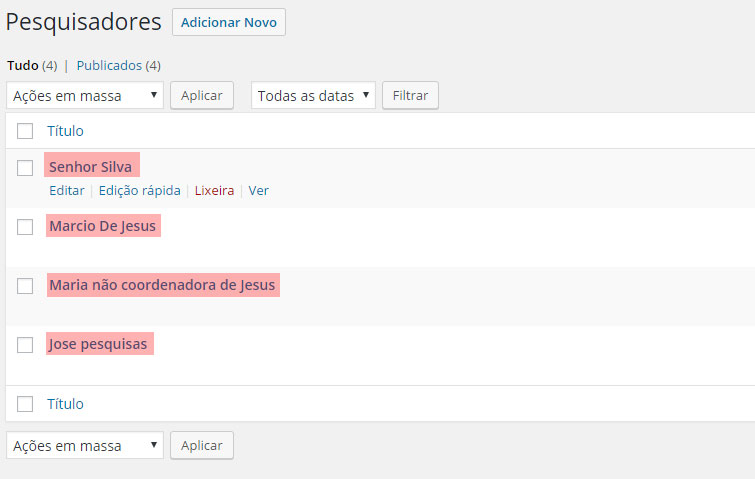 Pesquisadores Adicionar Novo
Tudo (4) | Publicados (4)
Ações em massa Aplicar Todas as datas Filtrar
Título
Senhor Silva
Editar | Edição rápida | Lixeira | Ver
Marcio De Jesus
Maria não coordenadora de Jesus
Jose pesquisas
Título
Ações em massa Aplicar